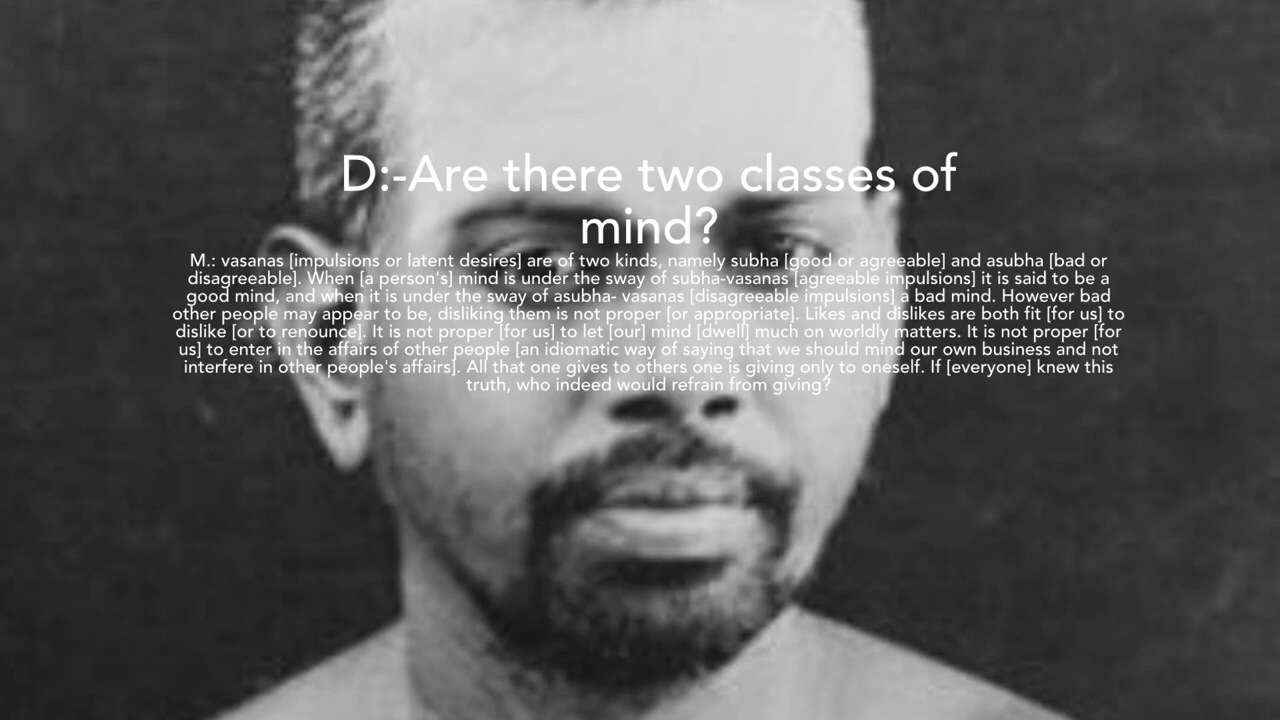 D:-Are there two classes of
mind?
M.: vasanas [impulsions or latent desires] are of two kinds, namely subha [good or agreeable] and asubha [bad or
disagreeable]. When [a person's] mind is under the sway of subha-vasanas [agreeable impulsions] it is said to be a
good mind, and when it is under the sway of asubha- vasanas [disagreeable impulsions] a bad mind. However bad
other people may appear to be, disliking them is not proper [or appropriate]. Likes and dislikes are both fit [for us] to
dislike [or to renounce]. It is not proper [for us] to let [our] mind [dwell] much on worldly matters. It is not proper [for
us] to enter in the affairs of other people [an idiomatic way of saying that we should mind our own business and not
interfere in other people's affairs]. All that one gives to others one is giving only to oneself. If [everyone] knew this
truth, who indeed would refrain from giving?